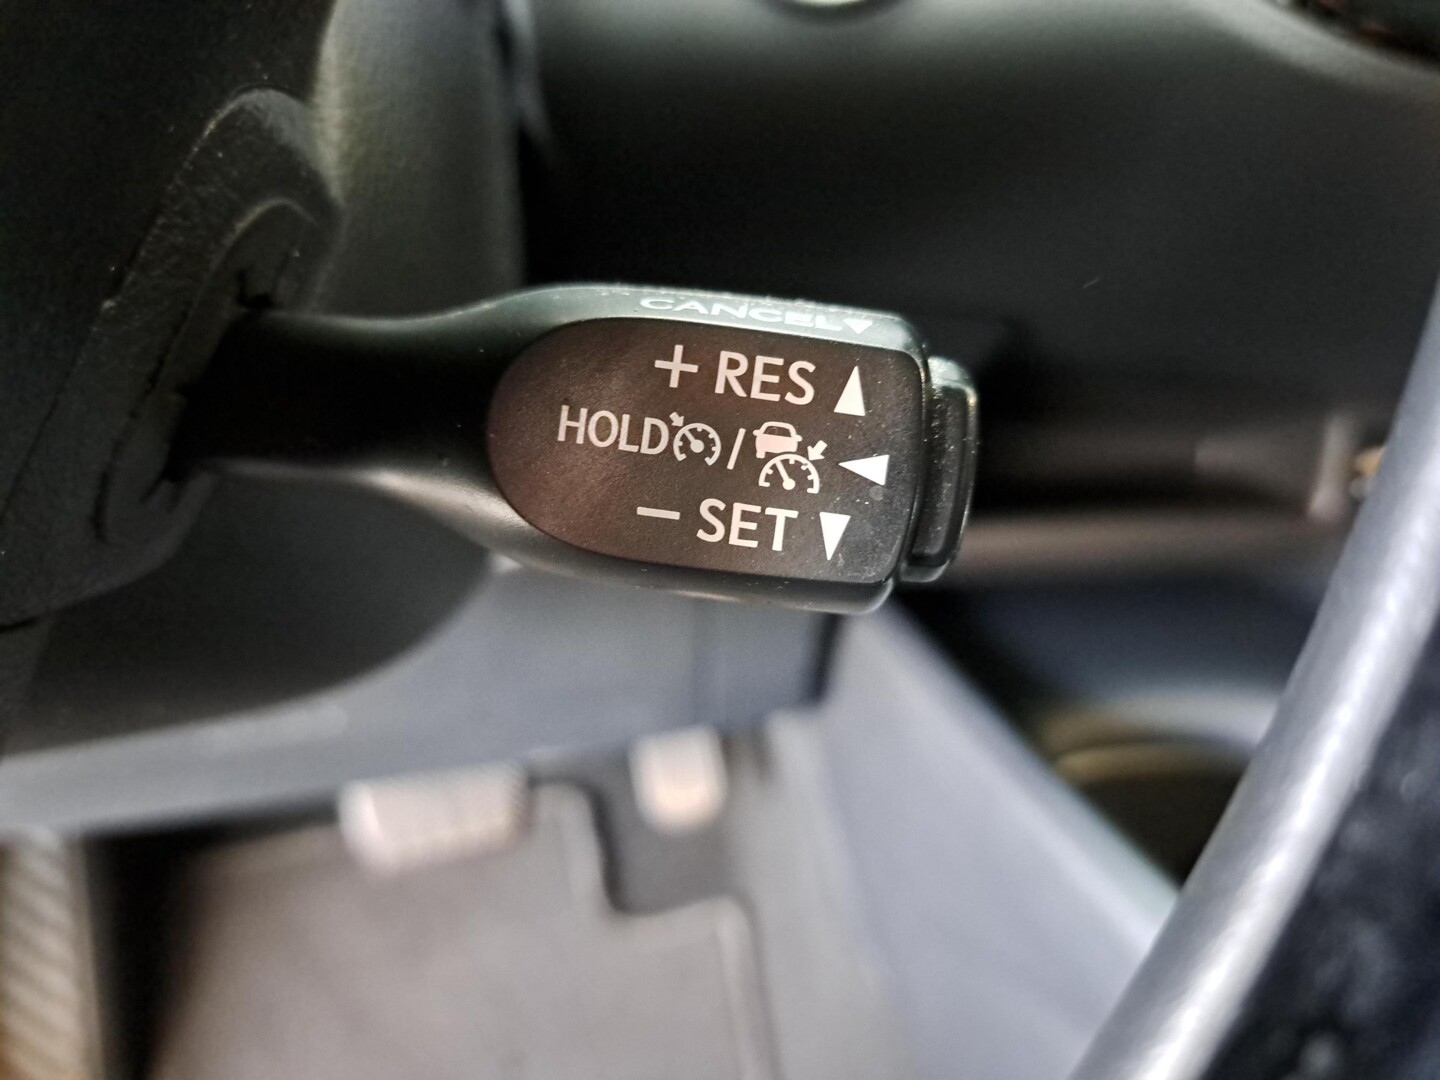 CANCEL▼
+ RES ▲
HOLD / ◀
− SET ▼